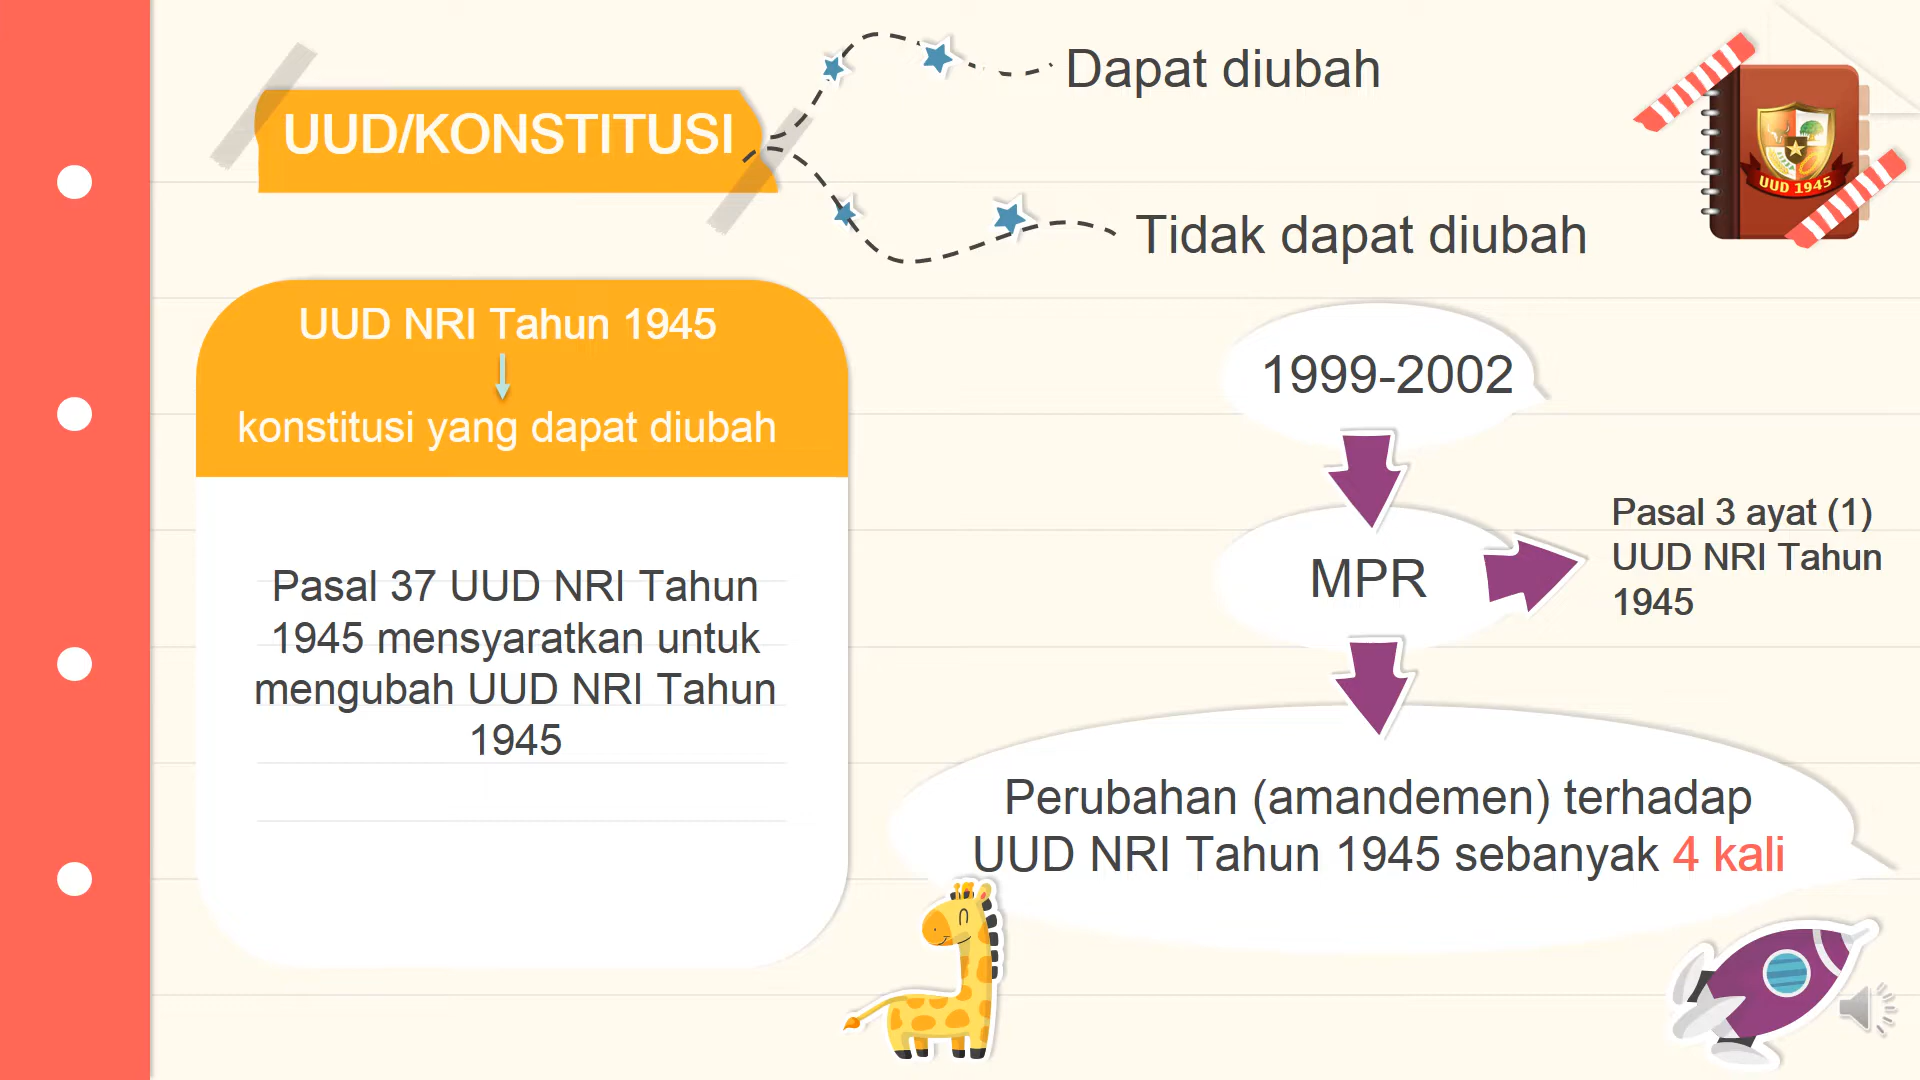 UUD/KONSTITUSI
Dapat diubah
Tidak dapat diubah
UUD 1945
UUD NRI Tahun 1945
konstitusi yang dapat diubah
Pasal 37 UUD NRI Tahun
1945 mensyaratkan untuk
mengubah UUD NRI Tahun
1945
1999-2002
MPR
Pasal 3 ayat (1)
UUD NRI Tahun
1945
Perubahan (amandemen) terhadap
UUD NRI Tahun 1945 sebanyak 4 kali